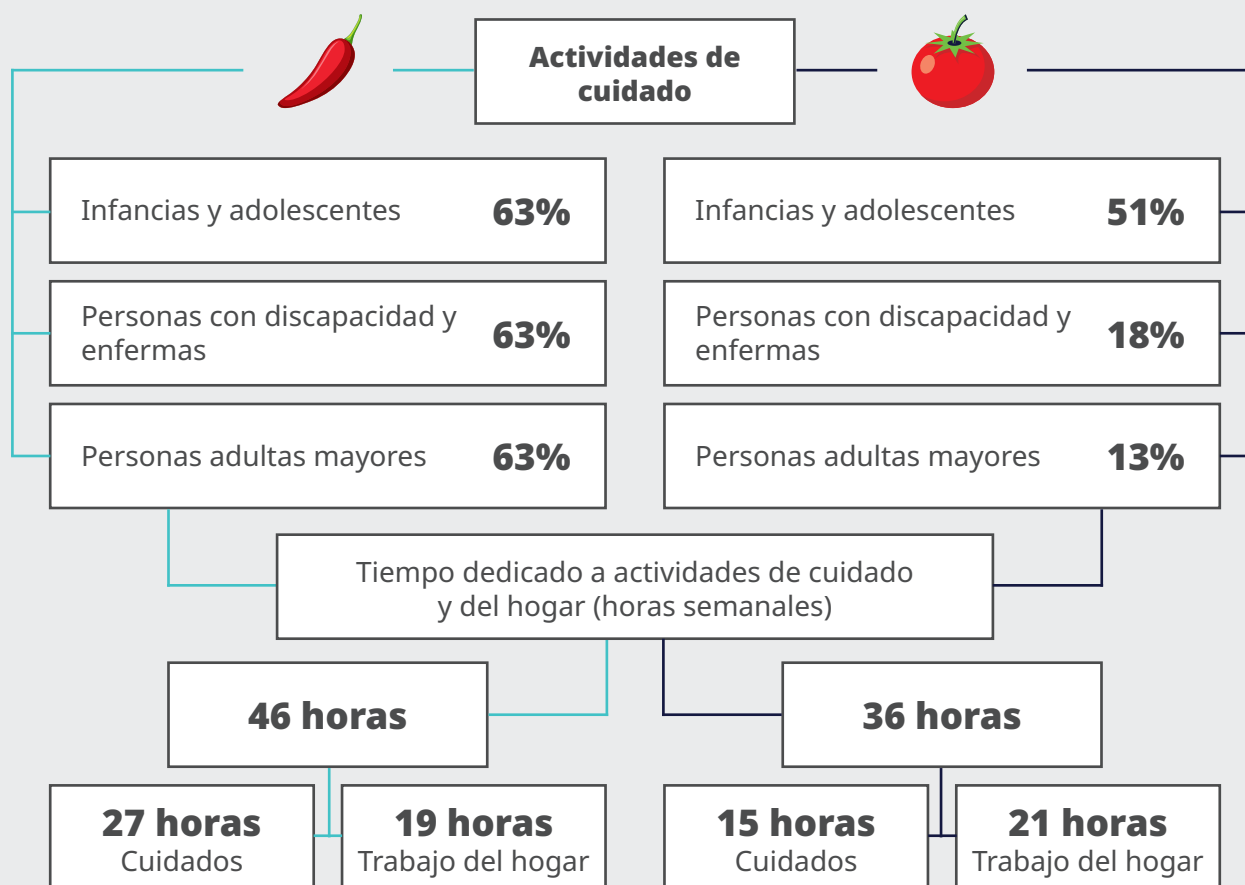 Actividades de
cuidado
Infancias y adolescentes 63%
Personas con discapacidad y
enfermas 63%
Personas adultas mayores 63%
Infancias y adolescentes 51%
Personas con discapacidad y
enfermas 18%
Personas adultas mayores 13%
Tiempo dedicado a actividades de cuidado
y del hogar (horas semanales)
46 horas
36 horas
27 horas
Cuidados
19 horas
Trabajo del hogar
15 horas
Cuidados
21 horas
Trabajo del hogar